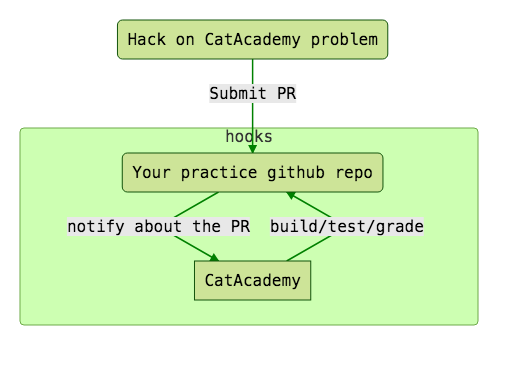 Hack on CatAcademy problem
Submit PR
hooks
Your practice github repo
notify about the PR
build/test/grade
CatAcademy